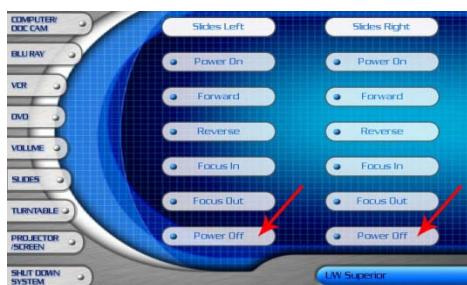 COMPUTER/
DOC CAM
BLU RAY
VCR
DVD
VOLUME
SLIDES
TURNTABLE
PROJECTOR
/SCREEN
SHUT DOWN
SYSTEM
Slides Left
Power On
Forward
Reverse
Focus In
Focus Out
Power Off
Slides Right
Power On
Forward
Reverse
Focus In
Focus Out
Power Off
UW Superior